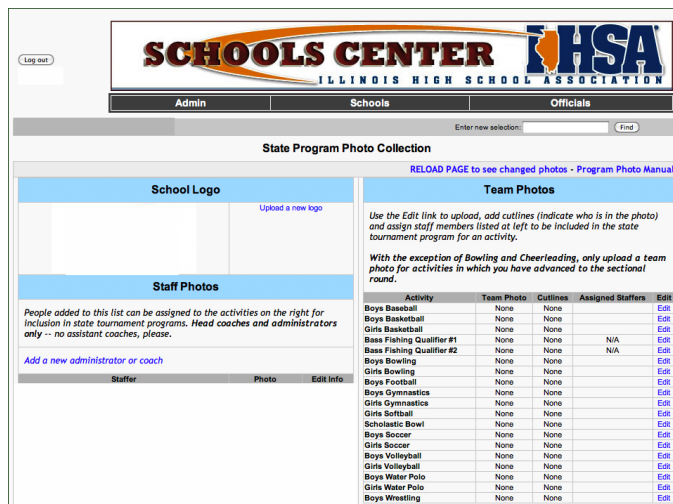 Log out
SCHOOLS CENTER IHSA
ILLINOIS HIGH SCHOOL ASSOCIATION
Admin Schools Officials
Enter new selection: Find
State Program Photo Collection
RELOAD PAGE to see changed photos - Program Photo Manual
School Logo
Upload a new logo
Staff Photos
People added to this list can be assigned to the activities on the right for
inclusion in state tournament programs. Head coaches and administrators
only -- no assistant coaches, please.
Add a new administrator or coach
Staffer Photo Edit Info
Team Photos
Use the Edit link to upload, add cutlines (indicate who is in the photo)
and assign staff members listed at left to be included in the state
tournament program for an activity.
With the exception of Bowling and Cheerleading, only upload a team
photo for activities in which you have advanced to the sectional
round.
Activity Team Photo Cutlines Assigned Staffers Edit
Boys Baseball None None Edit
Boys Basketball None None Edit
Girls Basketball None None Edit
Bass Fishing Qualifier #1 None None N/A Edit
Bass Fishing Qualifier #2 None None N/A Edit
Boys Bowling None None Edit
Girls Bowling None None Edit
Boys Football None None Edit
Boys Gymnastics None None Edit
Girls Gymnastics None None Edit
Girls Softball None None Edit
Scholastic Bowl None None Edit
Boys Soccer None None Edit
Girls Soccer None None Edit
Boys Volleyball None None Edit
Girls Volleyball None None Edit
Boys Water Polo None None Edit
Girls Water Polo None None Edit
Boys Wrestling None None Edit